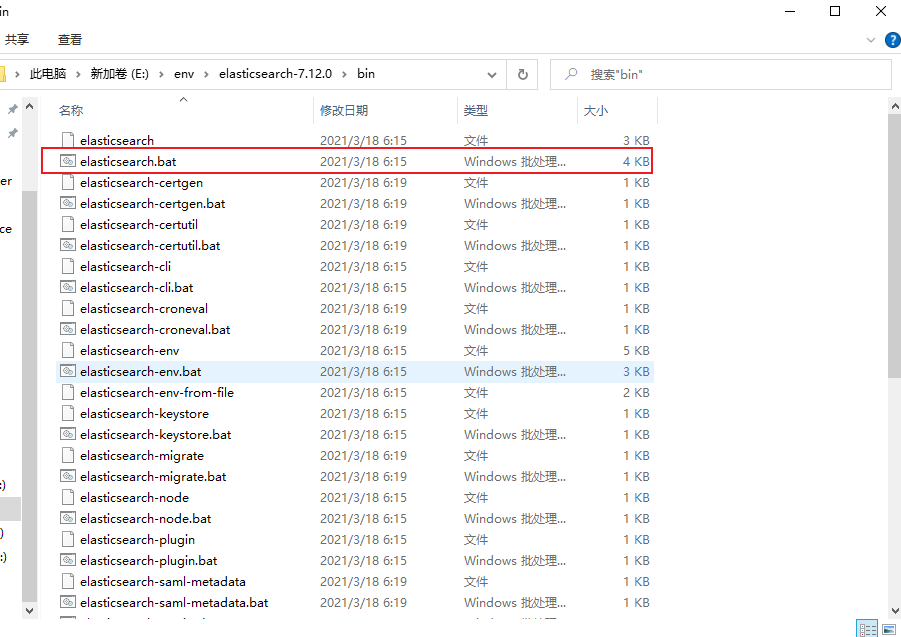 in
共享 查看
此电脑 > 新加卷 (E:) > env > elasticsearch-7.12.0 > bin
搜索"bin"
名称 修改日期 类型 大小
elasticsearch 2021/3/18 6:15 文件 3 KB
elasticsearch.bat 2021/3/18 6:15 Windows 批处理... 4 KB
elasticsearch-certgen 2021/3/18 6:19 文件 1 KB
elasticsearch-certgen.bat 2021/3/18 6:19 Windows 批处理... 1 KB
elasticsearch-certutil 2021/3/18 6:19 文件 1 KB
elasticsearch-certutil.bat 2021/3/18 6:19 Windows 批处理... 1 KB
elasticsearch-cli 2021/3/18 6:15 文件 1 KB
elasticsearch-cli.bat 2021/3/18 6:15 Windows 批处理... 1 KB
elasticsearch-croneval 2021/3/18 6:19 文件 1 KB
elasticsearch-croneval.bat 2021/3/18 6:19 Windows 批处理... 1 KB
elasticsearch-env 2021/3/18 6:15 文件 5 KB
elasticsearch-env.bat 2021/3/18 6:15 Windows 批处理... 3 KB
elasticsearch-env-from-file 2021/3/18 6:15 文件 2 KB
elasticsearch-keystore 2021/3/18 6:15 文件 1 KB
elasticsearch-keystore.bat 2021/3/18 6:15 Windows 批处理... 1 KB
elasticsearch-migrate 2021/3/18 6:19 文件 1 KB
elasticsearch-migrate.bat 2021/3/18 6:19 Windows 批处理... 1 KB
elasticsearch-node 2021/3/18 6:15 文件 1 KB
elasticsearch-node.bat 2021/3/18 6:15 Windows 批处理... 1 KB
elasticsearch-plugin 2021/3/18 6:15 文件 1 KB
elasticsearch-plugin.bat 2021/3/18 6:15 Windows 批处理... 1 KB
elasticsearch-saml-metadata 2021/3/18 6:19 文件 1 KB
elasticsearch-saml-metadata.bat 2021/3/18 6:19 Windows 批处理... 1 KB
er
ce
:)
)
:)